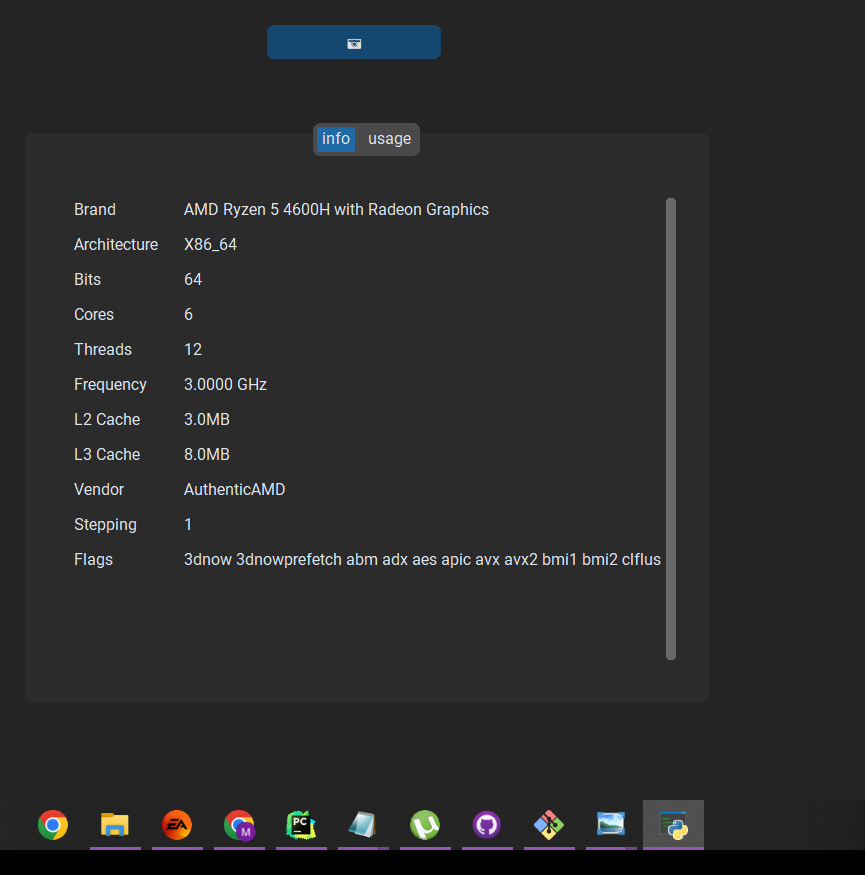 info usage
Brand AMD Ryzen 5 4600H with Radeon Graphics
Architecture X86_64
Bits 64
Cores 6
Threads 12
Frequency 3.0000 GHz
L2 Cache 3.0MB
L3 Cache 8.0MB
Vendor AuthenticAMD
Stepping 1
Flags 3dnow 3dnowprefetch abm adx aes apic avx avx2 bmi1 bmi2 clflus
EA M PC